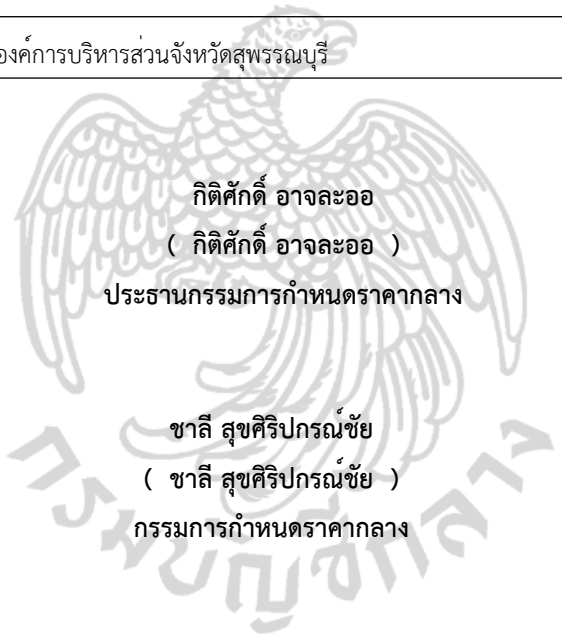 องค์การบริหารส่วนจังหวัดสุพรรณบุรี
กิติศักดิ์ อาจละออ
( กิติศักดิ์ อาจละออ )
ประธานกรรมการกำหนดราคากลาง
ชาลี สุขศิริปกรณ์ชัย
( ชาลี สุขศิริปกรณ์ชัย )
กรรมการกำหนดราคากลาง
กรมบัญชีกลาง